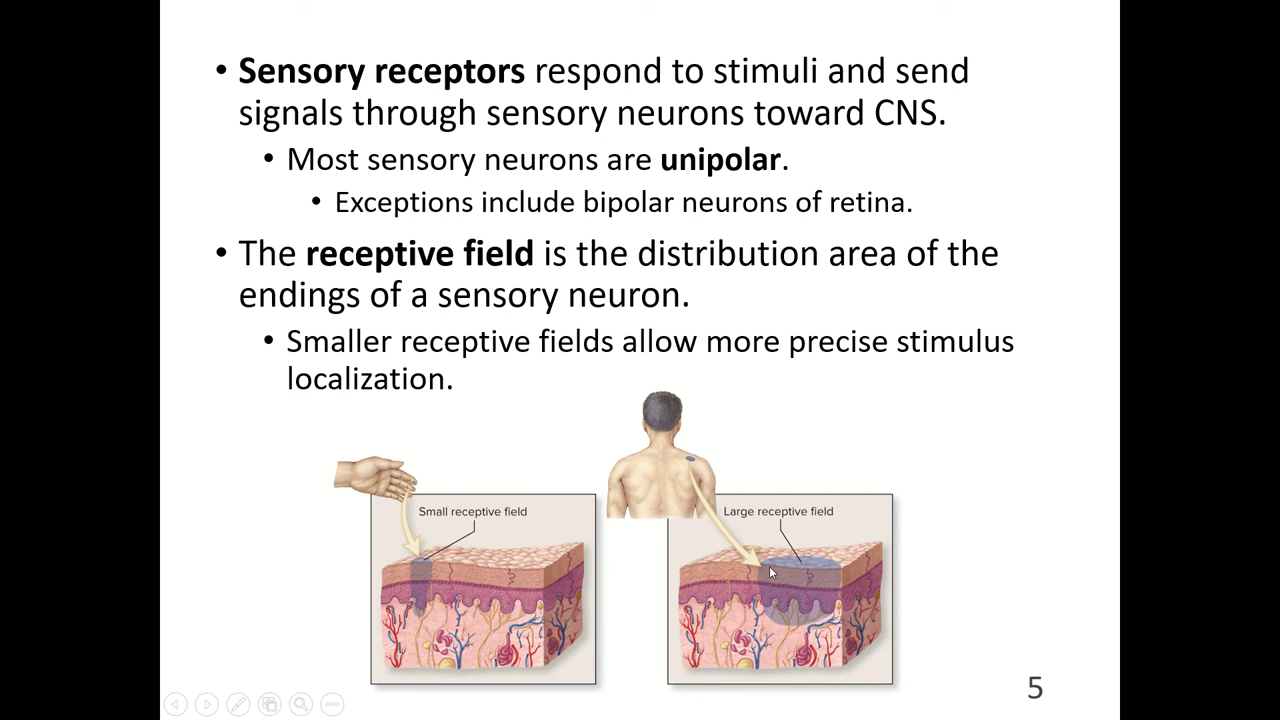 • Sensory receptors respond to stimuli and send
signals through sensory neurons toward CNS.
• Most sensory neurons are unipolar.
• Exceptions include bipolar neurons of retina.
• The receptive field is the distribution area of the
endings of a sensory neuron.
• Smaller receptive fields allow more precise stimulus
localization.
Small receptive field
Large receptive field
5